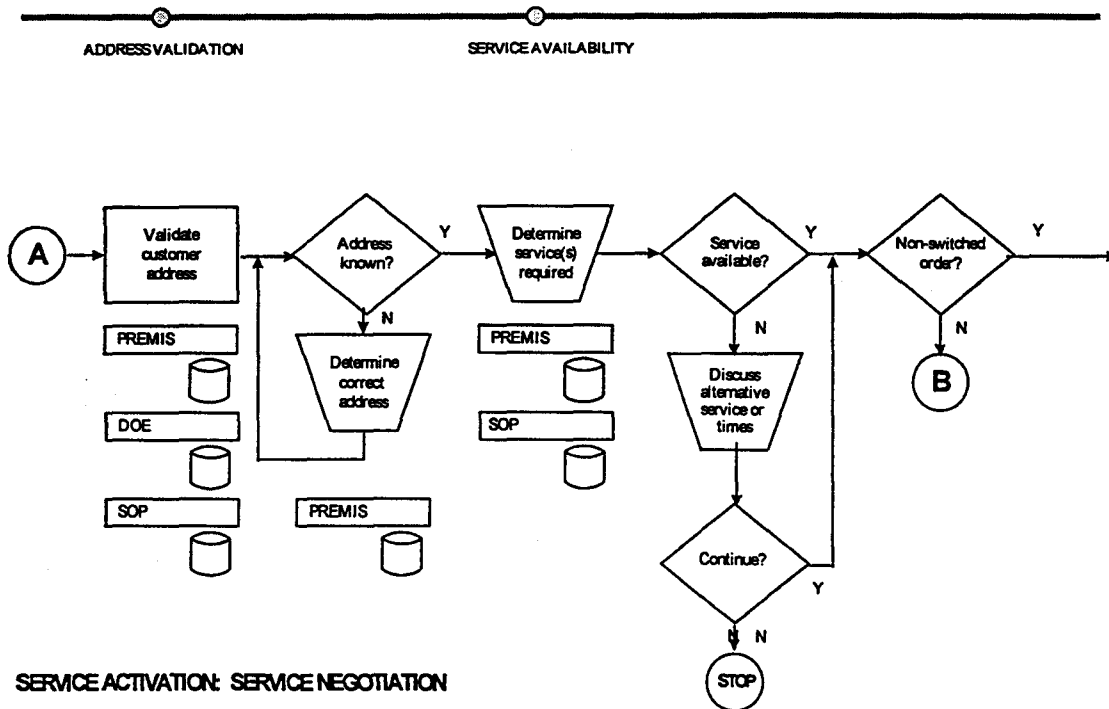 ADDRESS VALIDATION
SERVICE AVAILABILITY
A
Validate
customer
address
Address
known?
Y
Determine
service(s)
required
Service
available?
Y
Non-switched
order?
Y
N
N
N
PREMIS
Determine
correct
address
PREMIS
Discuss
alternative
service or
times
B
DOE
SOP
SOP
PREMIS
Continue?
Y
N N
STOP
SERVICE ACTIVATION: SERVICE NEGOTIATION